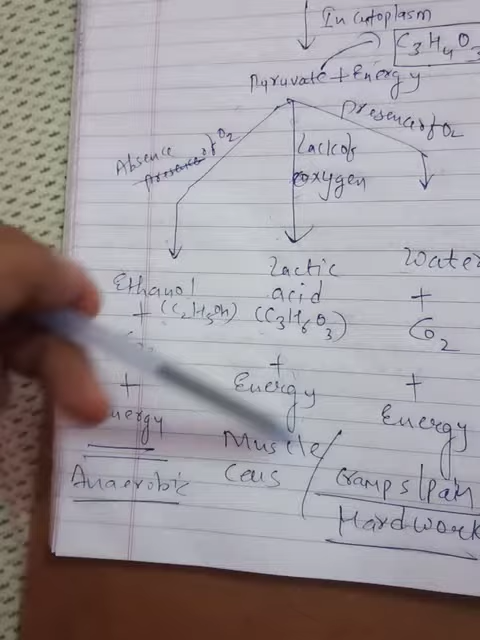 In cytoplasm
C3H4O3
Pyruvate + Energy
Presence of O2
Absence Presence of O2
Lack of
oxygen
Ethanol
+ (C2H5OH)
+
Energy
Anaerobic
Lactic
acid
(C3H6O3)
+
Energy
Muscle
Cells
Water
+
CO2
+
Energy
Cramps/Pain
Hardwork